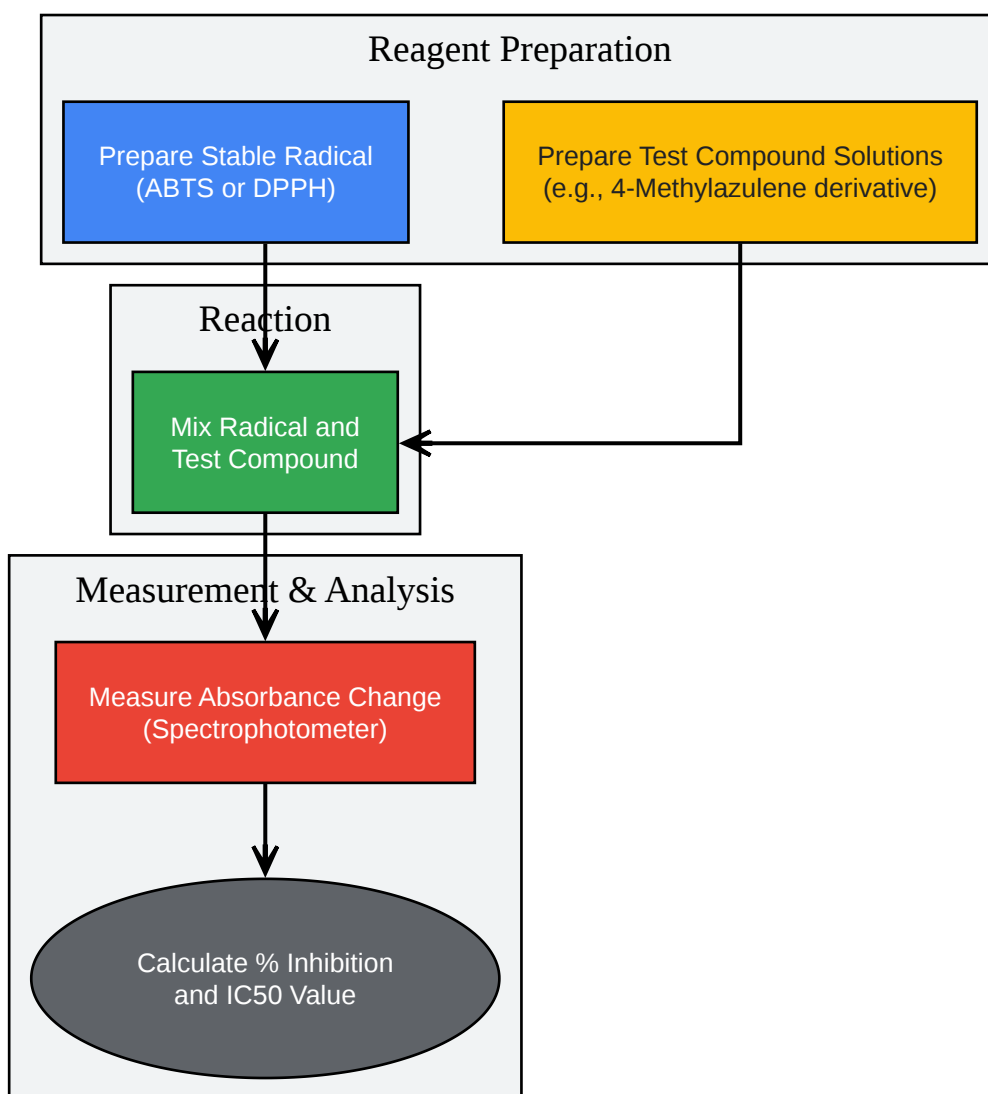 Reagent Preparation
Prepare Stable Radical
(ABTS or DPPH)
Prepare Test Compound Solutions
(e.g., 4-Methylazulene derivative)
Reaction
Mix Radical and
Test Compound
Measurement & Analysis
Measure Absorbance Change
(Spectrophotometer)
Calculate % Inhibition
and IC50 Value